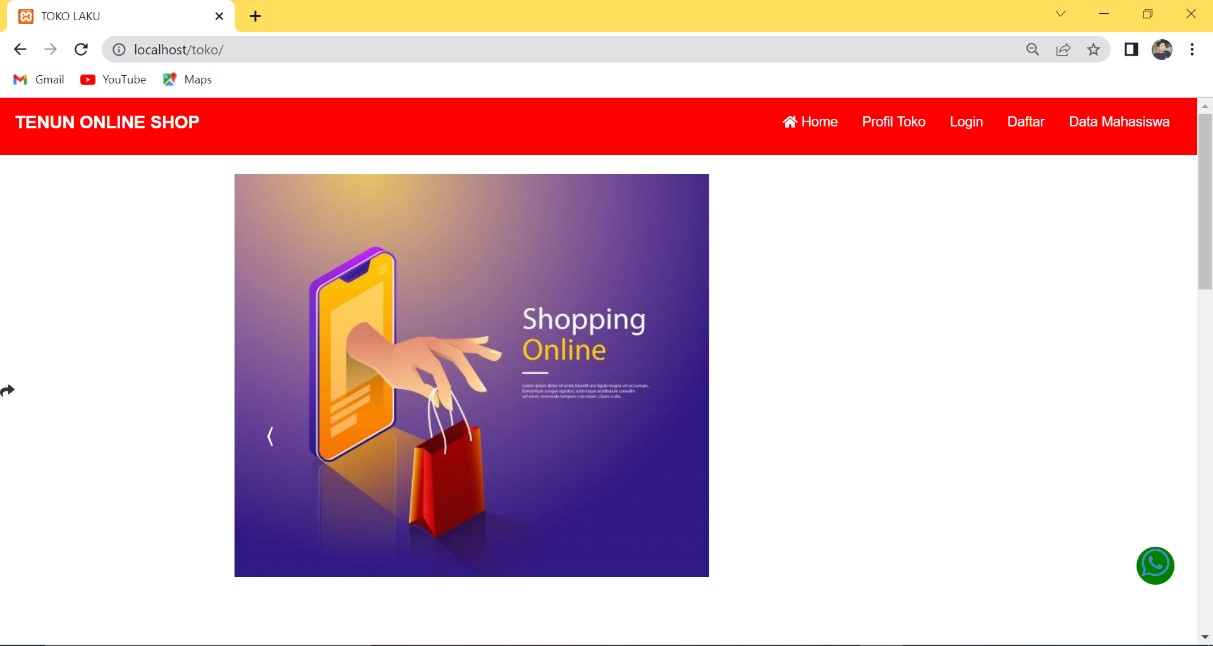 TOKO LAKU
localhost/toko/
Gmail YouTube Maps
TENUN ONLINE SHOP
Home Profil Toko Login Daftar Data Mahasiswa
Shopping
Online